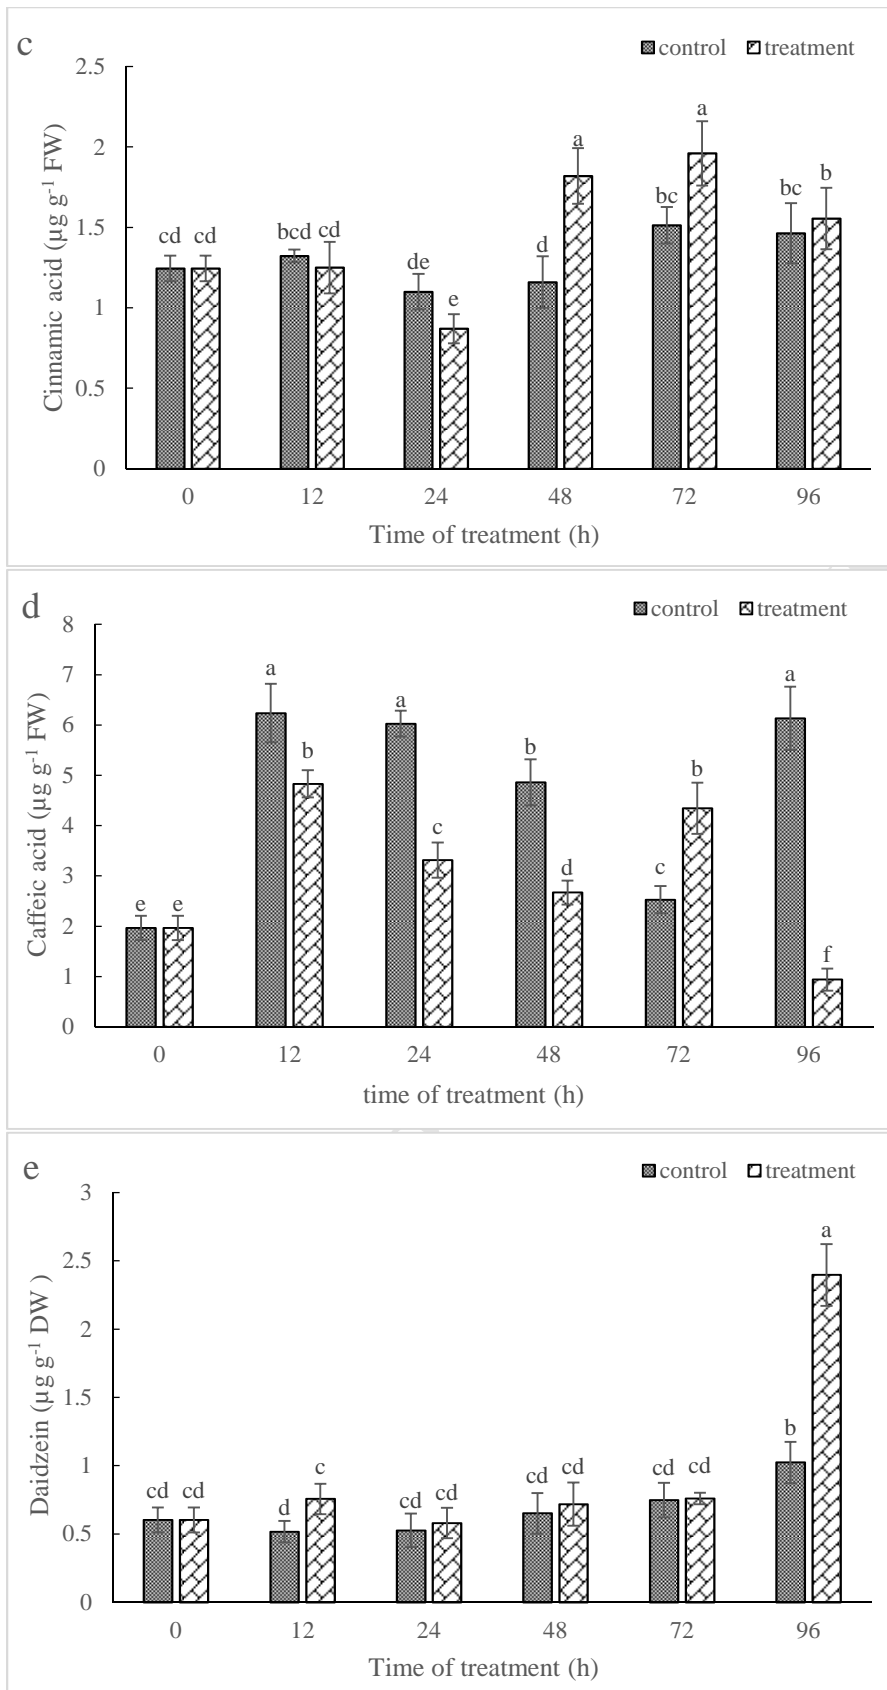 c
control treatment
2.5
2
1.5
1
0.5
0
Cinnamic acid (µg g⁻¹ FW)
cd cd bcd cd de e d a bc a bc b
0 12 24 48 72 96
Time of treatment (h)
d
control treatment
8
7
6
5
4
3
2
1
0
Caffeic acid (µg g⁻¹ FW)
e e a b a c b d c b a f
0 12 24 48 72 96
time of treatment (h)
e
control treatment
3
2.5
2
1.5
1
0.5
0
Daidzein (µg g⁻¹ DW )
cd cd d c cd cd cd cd cd cd b a
0 12 24 48 72 96
Time of treatment (h)